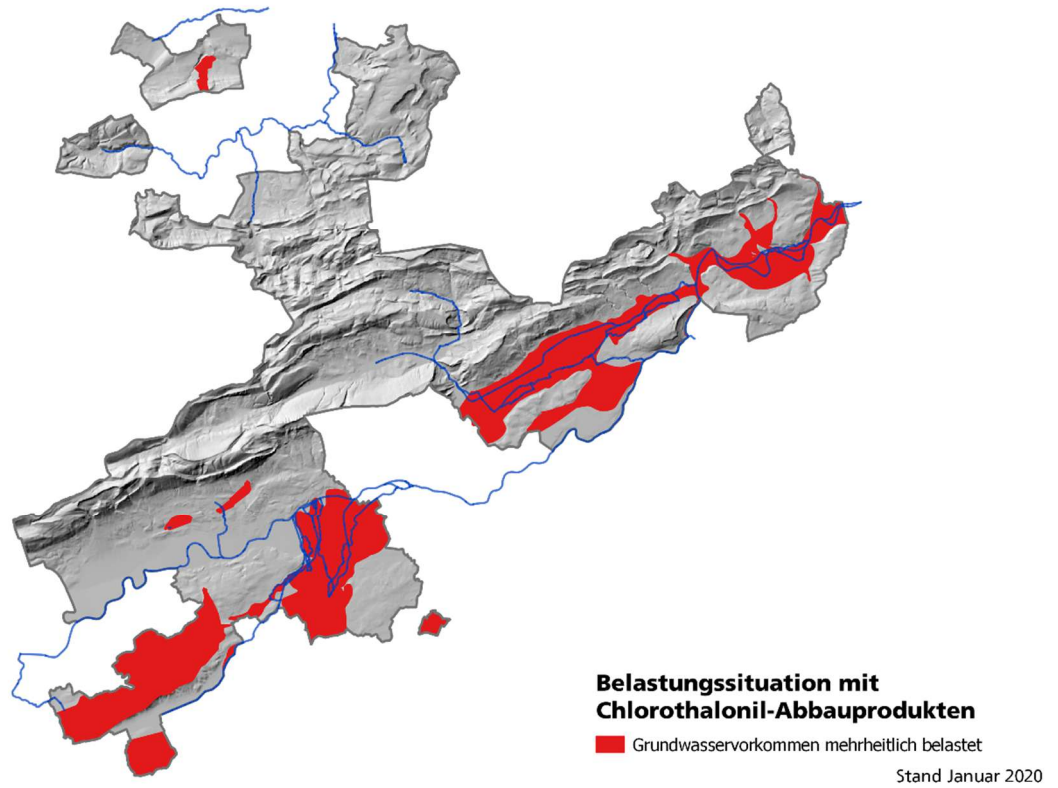 Belastungssituation mit
Chlorothalonil-Abbauprodukten
Grundwasservorkommen mehrheitlich belastet
Stand Januar 2020